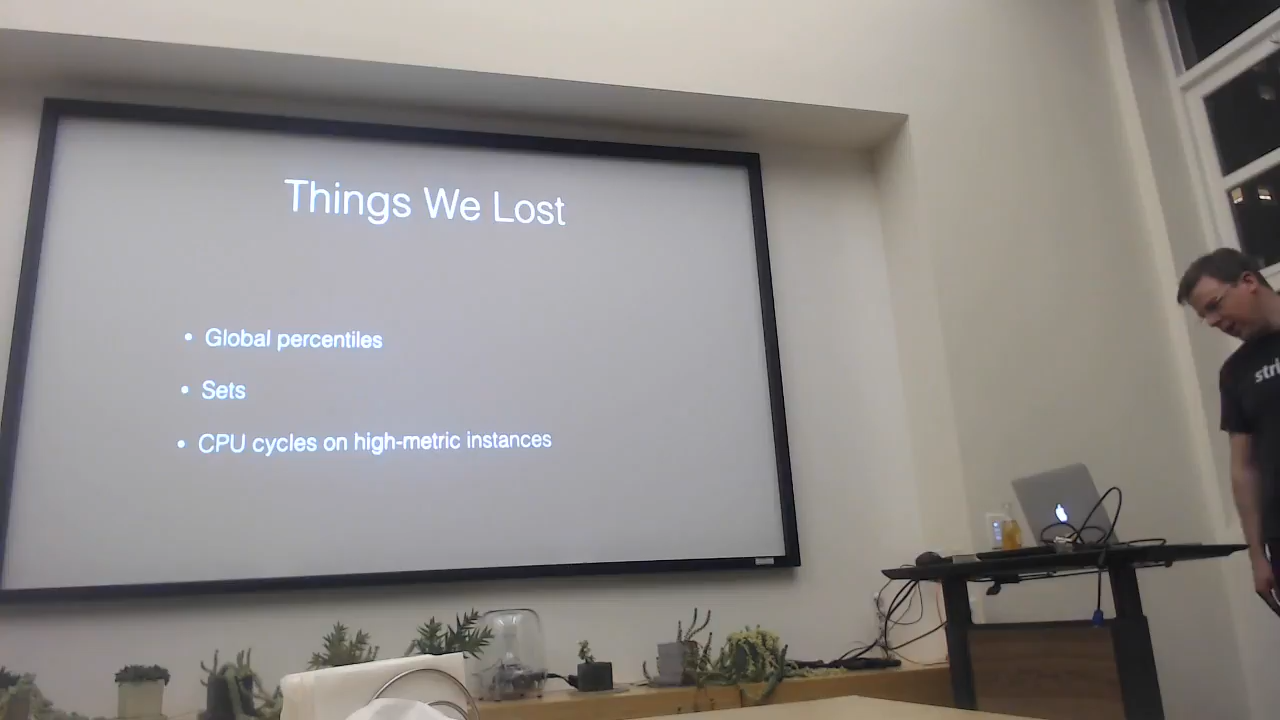 Things We Lost
• Global percentiles
• Sets
• CPU cycles on high-metric instances